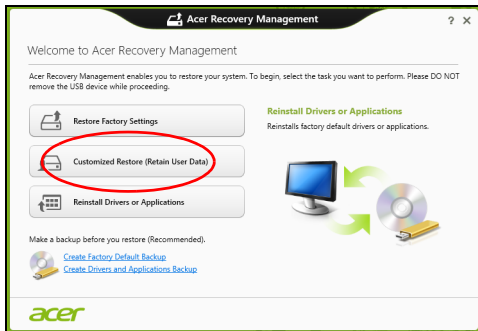 Acer Recovery Management
? X
Welcome to Acer Recovery Management
Acer Recovery Management enables you to restore your system. To begin, select the task you want to perform. Please DO NOT
remove the USB device while proceeding.
Restore Factory Settings
Customized Restore (Retain User Data)
Reinstall Drivers or Applications
Reinstall Drivers or Applications
Reinstalls factory default drivers or applications.
Make a backup before you restore (Recommended).
Create Factory Default Backup
Create Drivers and Applications Backup
acer